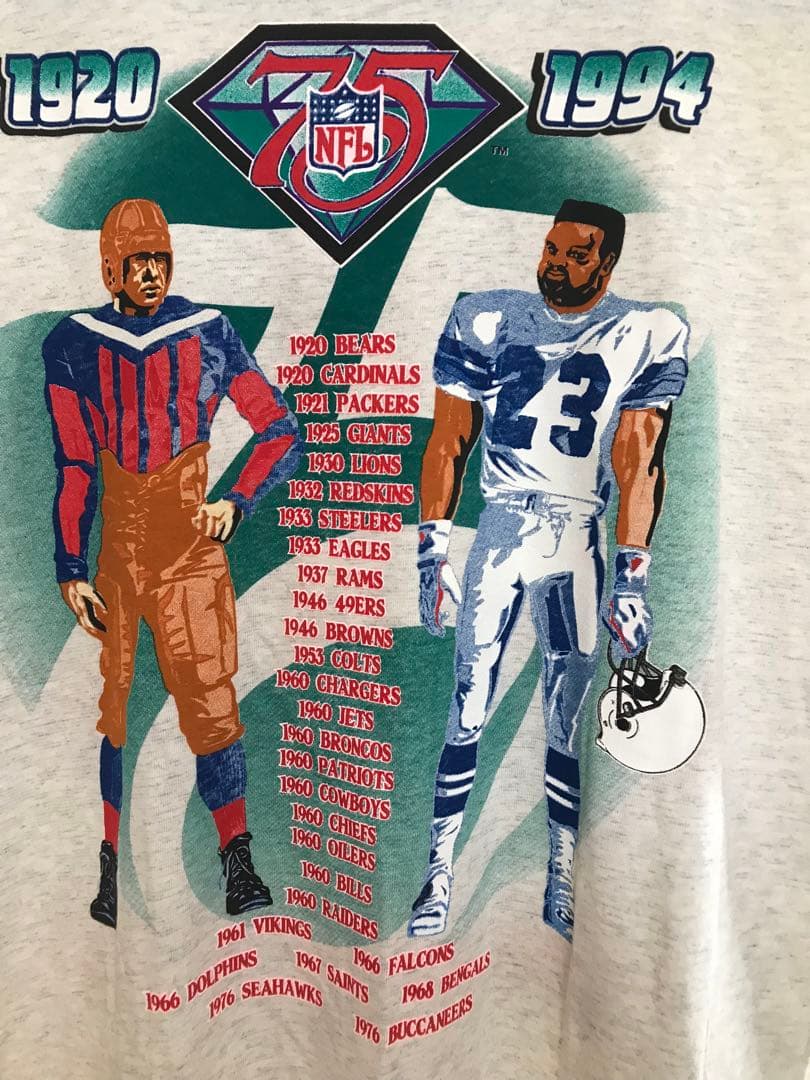 1920
75
NFL
TM
1994
23
1920 BEARS
1920 CARDINALS
1921 PACKERS
1925 GIANTS
1930 LIONS
1932 REDSKINS
1933 STEELERS
1933 EAGLES
1937 RAMS
1946 49ERS
1946 BROWNS
1953 COLTS
1960 CHARGERS
1960 JETS
1960 BRONCOS
1960 PATRIOTS
1960 COWBOYS
1960 CHIEFS
1960 OILERS
1960 BILLS
1960 RAIDERS
1961 VIKINGS
1966 FALCONS
1966 DOLPHINS
1967 SAINTS
1968 BENGALS
1976 SEAHAWKS
1976 BUCCANEERS